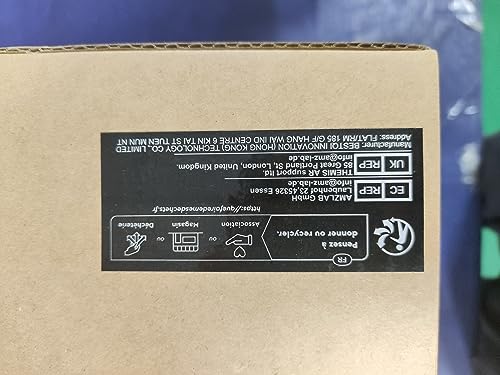 FR
Pensez à
donner ou recycler.
Association
ou
Magasin
ou
Déchèterie
https://quefairedemesdechets.fr
EC REP
AMZLAB GmbH
Laubenhof 23,45326 Essen
info@amz-lab.de
UK REP
THEMIS AR support ltd.
85 Great Portland St, London, United Kingdom.
info@amz-lab.de
Manufacturer: BESTQI INNOVATION (HONG KONG) TECHNOLOGY CO., LIMITED
Address: FLAT/RM 185 G/F HANG WAI IND CENTRE 6 KIN TAI ST TUEN MUN NT